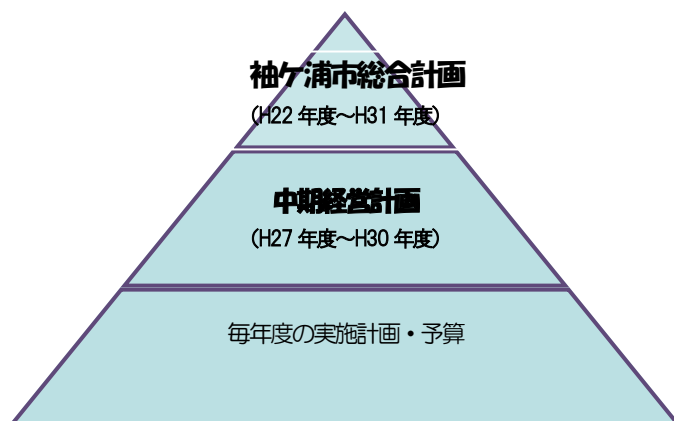 袖ケ浦市総合計画
(H22 年度～H31 年度)
中期経営計画
(H27 年度～H30 年度)
毎年度の実施計画・予算